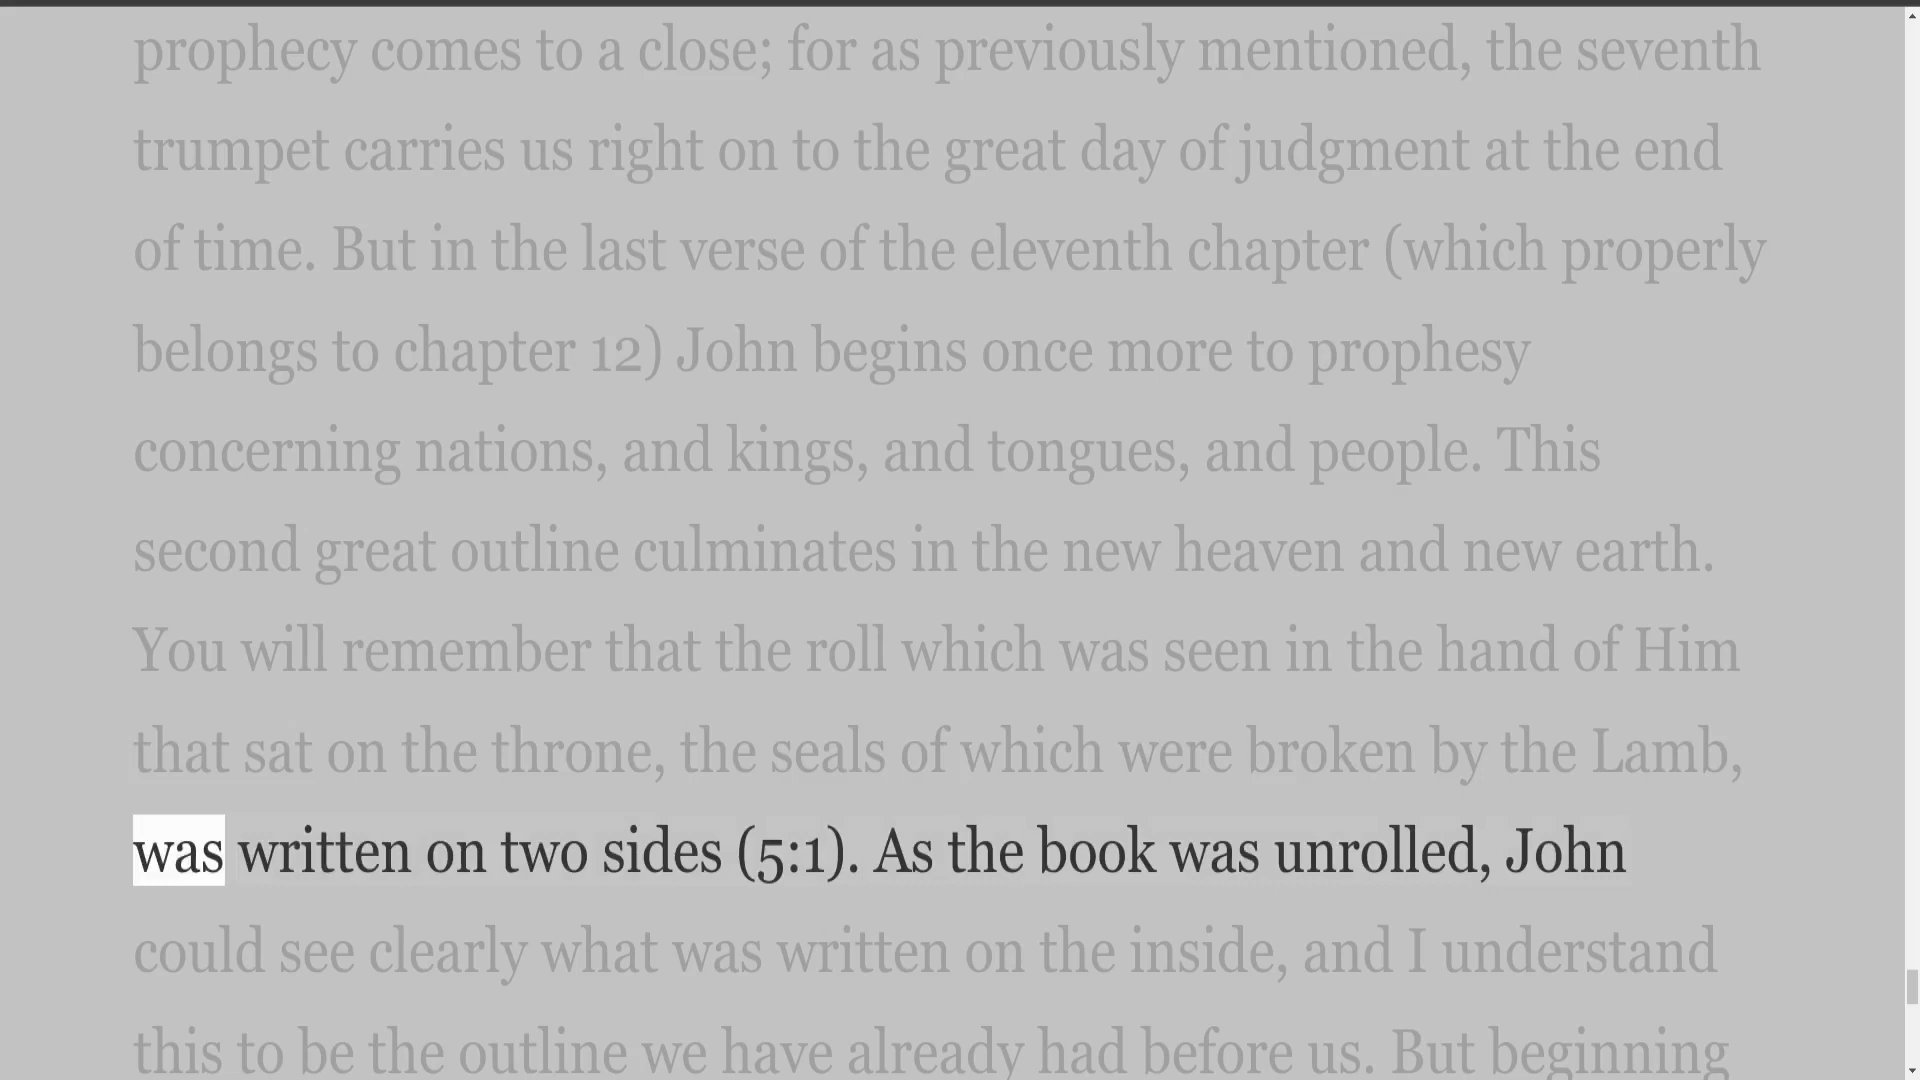 prophecy comes to a close; for as previously mentioned, the seventh
trumpet carries us right on to the great day of judgment at the end
of time. But in the last verse of the eleventh chapter (which properly
belongs to chapter 12) John begins once more to prophesy
concerning nations, and kings, and tongues, and people. This
second great outline culminates in the new heaven and new earth.
You will remember that the roll which was seen in the hand of Him
that sat on the throne, the seals of which were broken by the Lamb,
was written on two sides (5:1). As the book was unrolled, John
could see clearly what was written on the inside, and I understand
this to be the outline we have already had before us. But beginning